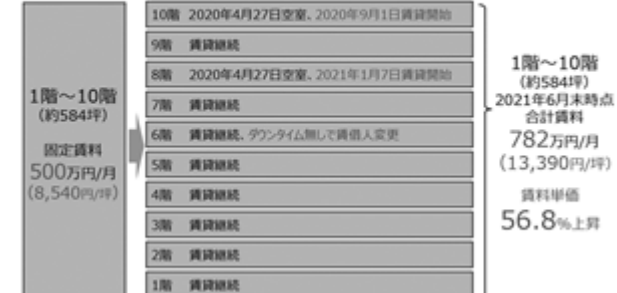 1階～10階
(約584坪)
固定賃料
500万円/月
(8,540円/坪)
10階 2020年4月27日空室、2020年9月1日賃貸開始
9階 賃貸継続
8階 2020年4月27日空室、2021年1月7日賃貸開始
7階 賃貸継続
6階 賃貸継続、ダウンタイム無しで賃借人変更
5階 賃貸継続
4階 賃貸継続
3階 賃貸継続
2階 賃貸継続
1階 賃貸継続
1階～10階
(約584坪)
2021年6月末時点
合計賃料
782万円/月
(13,390円/坪)
賃料単価
56.8%上昇